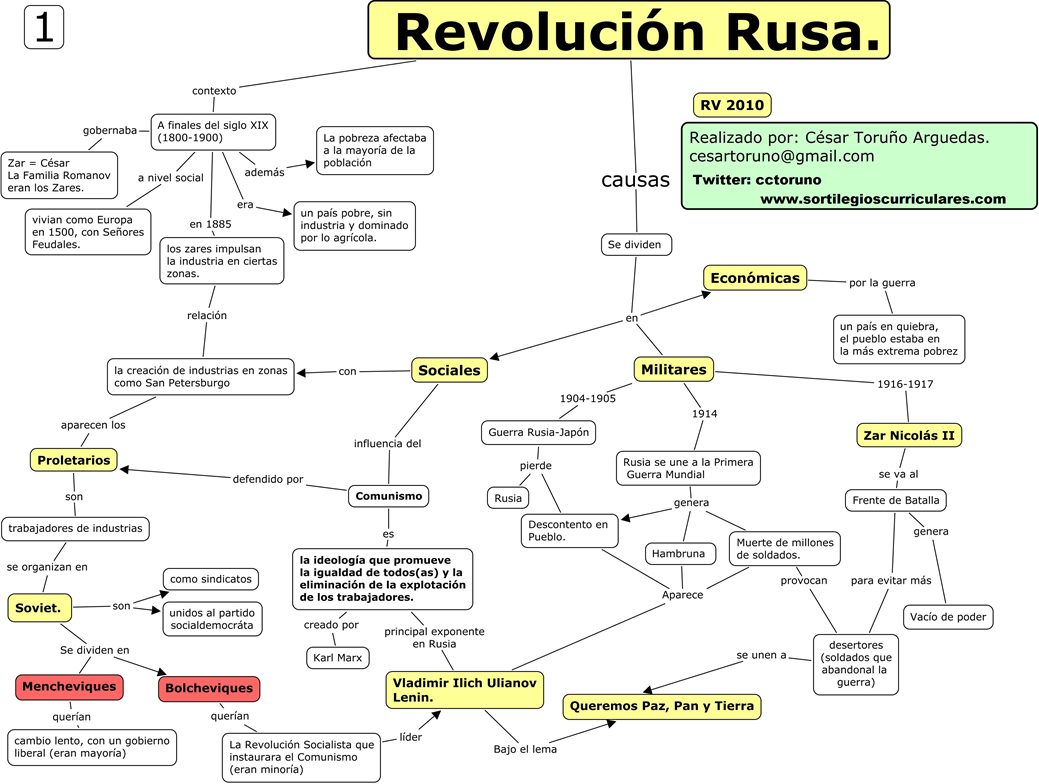 1
Revolución Rusa.
contexto
RV 2010
Realizado por: César Toruño Arguedas.
cesartoruno@gmail.com
Twitter: cctoruno
www.sortilegioscurriculares.com
gobernaba
A finales del siglo XIX
(1800-1900)
La pobreza afectaba
a la mayoría de la
población
Zar = César
La Familia Romanov
eran los Zares.
a nivel social
además
causas
era
vivian como Europa
en 1500, con Señores
Feudales.
en 1885
un país pobre, sin
industria y dominado
por lo agrícola.
los zares impulsan
la industria en ciertas
zonas.
Se dividen
Económicas
por la guerra
relación
en
un país en quiebra,
el pueblo estaba en
la más extrema pobrez
la creación de industrias en zonas
como San Petersburgo
con
Sociales
Militares
1904-1905
1914
1916-1917
aparecen los
influencia del
Guerra Rusia-Japón
Zar Nicolás II
Proletarios
pierde
Rusia se une a la Primera
Guerra Mundial
se va al
defendido por
son
Comunismo
Rusia
genera
Frente de Batalla
trabajadores de industrias
es
Descontento en
Pueblo.
Hambruna
Muerte de millones
de soldados.
genera
se organizan en
como sindicatos
la ideología que promueve
la igualdad de todos(as) y la
eliminación de la explotación
de los trabajadores.
provocan
para evitar más
Aparece
Soviet.
son
unidos al partido
socialdemocráta
Vacío de poder
creado por
principal exponente
en Rusia
Se dividen en
Karl Marx
se unen a
desertores
(soldados que
abandonal la
guerra)
Mencheviques
Bolcheviques
Vladimir Ilich Ulianov
Lenin.
Queremos Paz, Pan y Tierra
querían
querían
cambio lento, con un gobierno
liberal (eran mayoría)
La Revolución Socialista que
instaurara el Comunismo
(eran minoría)
líder
Bajo el lema